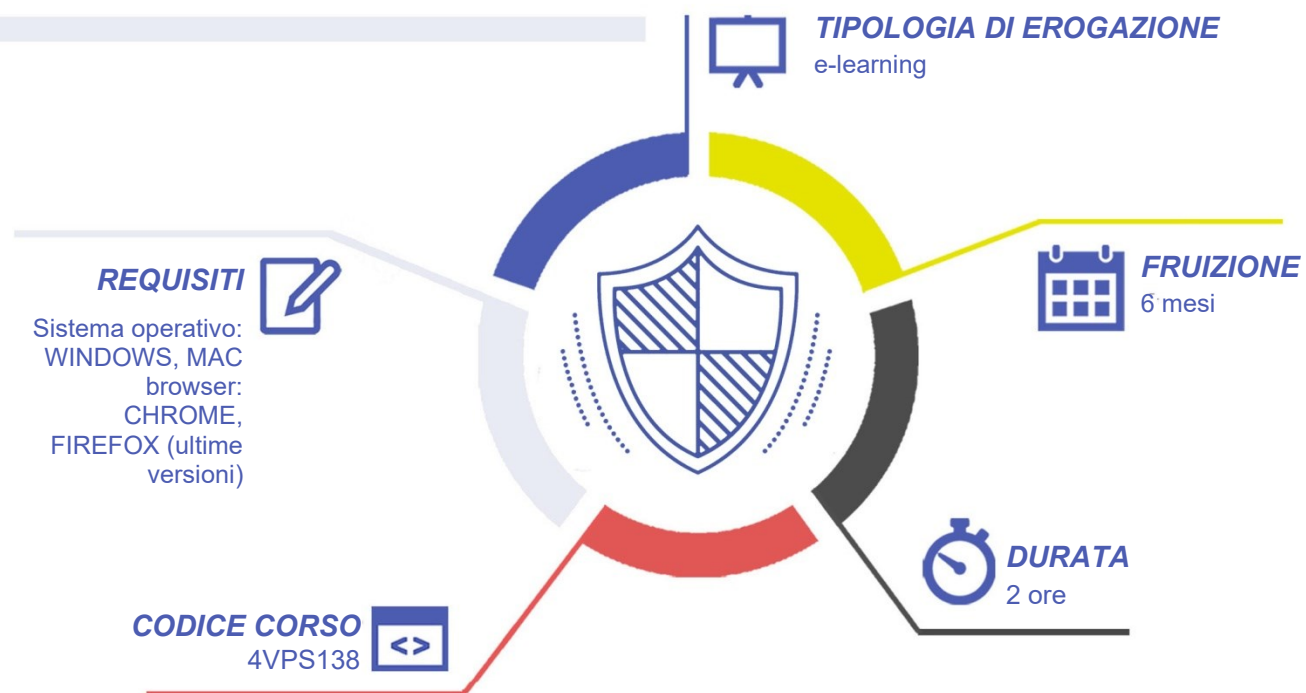 TIPOLOGIA DI EROGAZIONE
e-learning
REQUISITI
Sistema operativo:
WINDOWS, MAC
browser:
CHROME,
FIREFOX (ultime
versioni)
FRUIZIONE
6 mesi
DURATA
2 ore
CODICE CORSO
4VPS138
<>